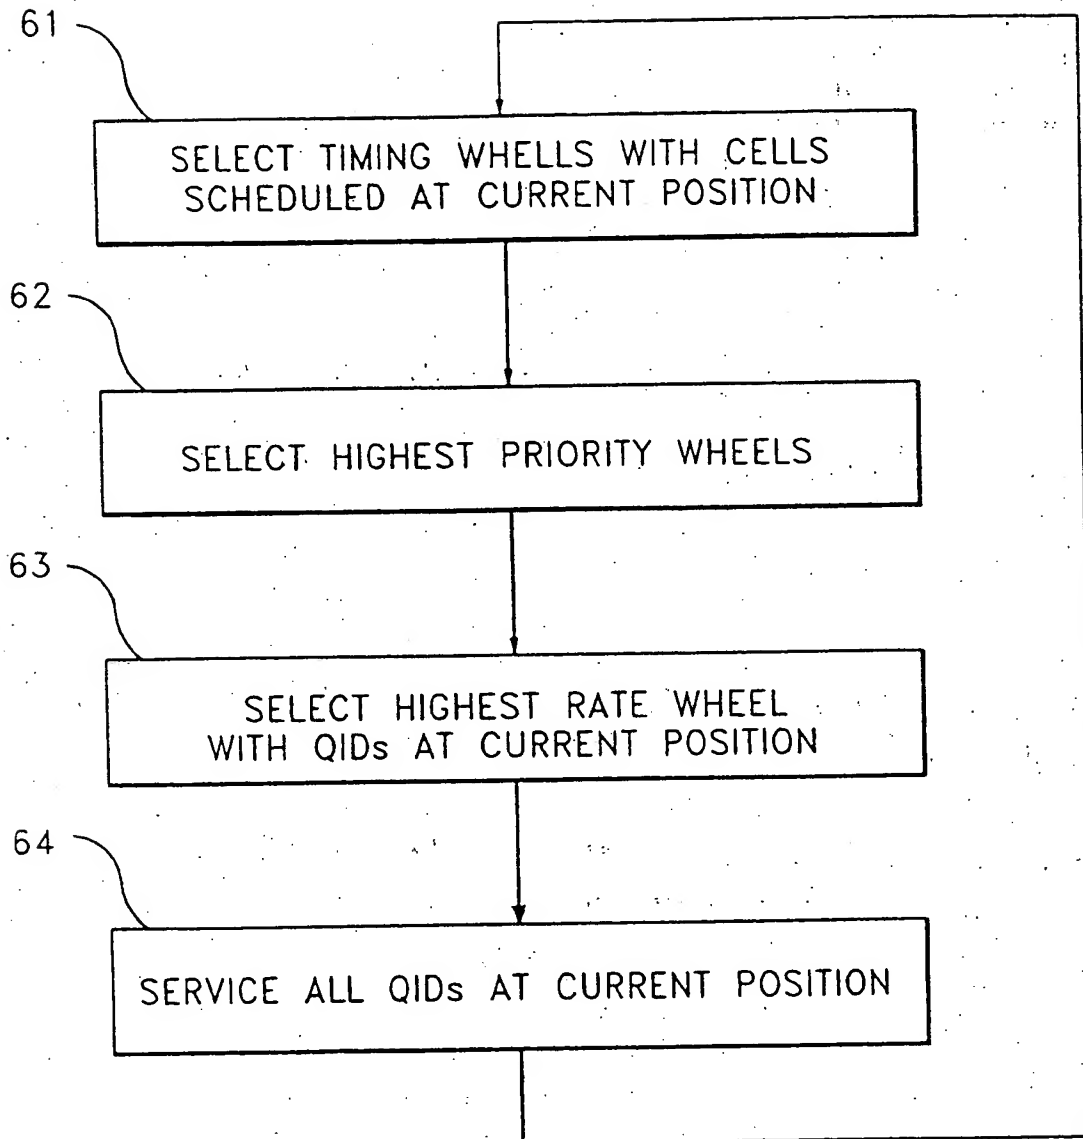 61
SELECT TIMING WHELLS WITH CELLS
SCHEDULED AT CURRENT POSITION
62
SELECT HIGHEST PRIORITY WHEELS
63
SELECT HIGHEST RATE WHEEL
WITH QIDs AT CURRENT POSITION
64
SERVICE ALL QIDs AT CURRENT POSITION